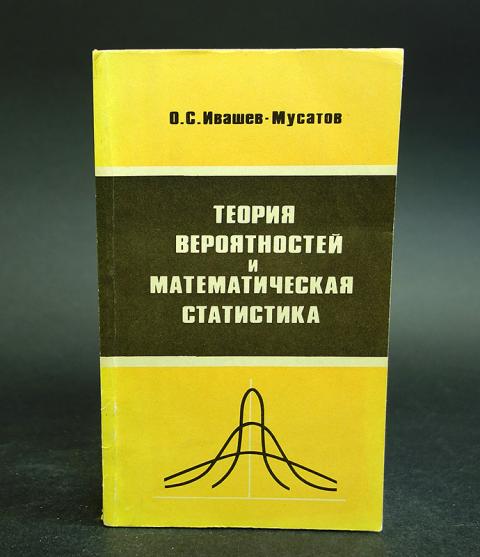 О.С.Ивашев-Мусатов
ТЕОРИЯ
ВЕРОЯТНОСТЕЙ
И
МАТЕМАТИЧЕСКАЯ
СТАТИСТИКА